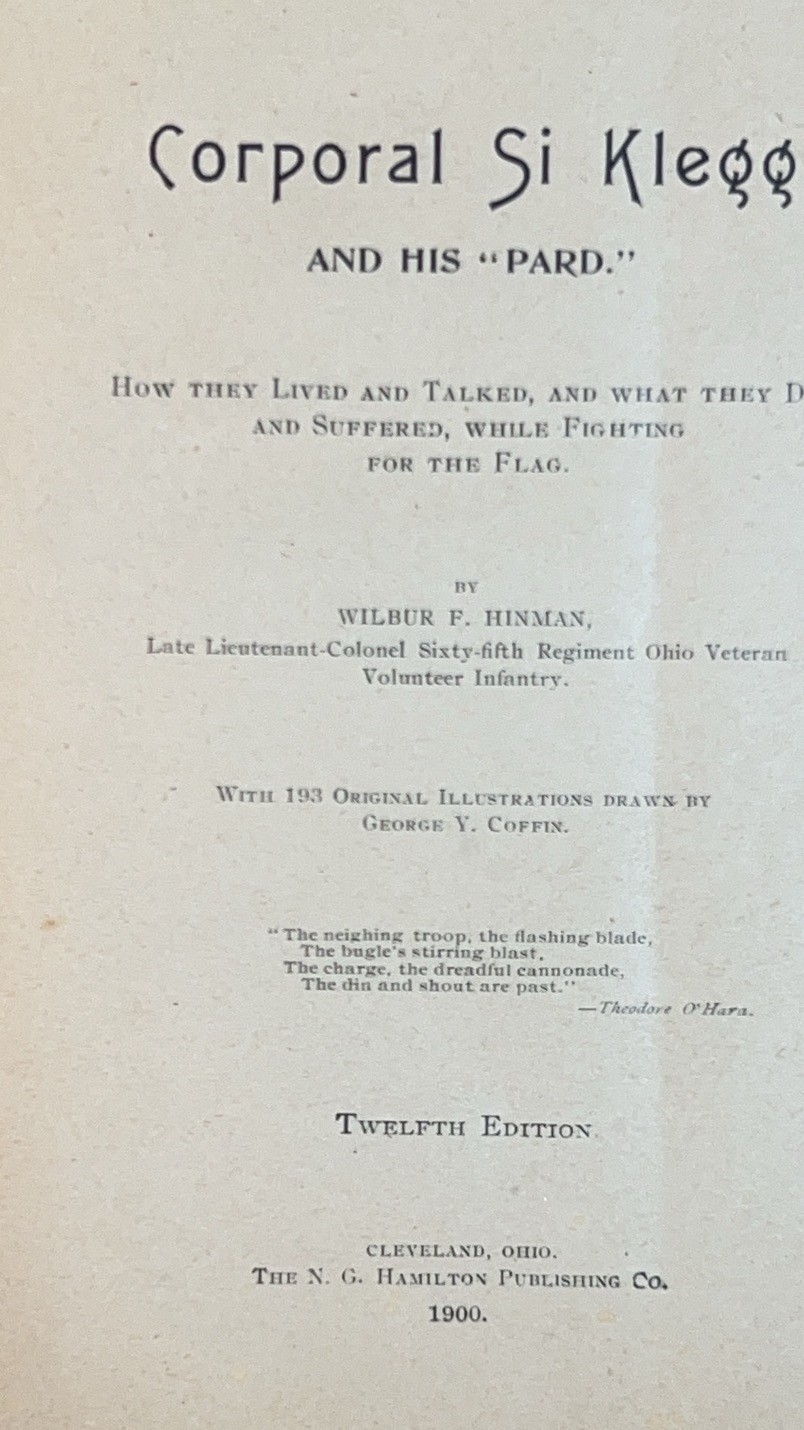 Corporal Si Klegg
AND HIS “PARD.”
HOW THEY LIVED AND TALKED, AND WHAT THEY D
AND SUFFERED, WHILE FIGHTING
FOR THE FLAG.
BY
WILBUR F. HINMAN,
Late Lieutenant-Colonel Sixty-fifth Regiment Ohio Veteran
Volunteer Infantry.
WITH 193 ORIGINAL ILLUSTRATIONS DRAWN BY
GEORGE Y. COFFIN.
“The neighing troop, the flashing blade,
The bugle's stirring blast,
The charge, the dreadful cannonade,
The din and shout are past.”
—Theodore O'Hara.
TWELFTH EDITION.
CLEVELAND, OHIO.
THE N. G. HAMILTON PUBLISHING CO.
1900.